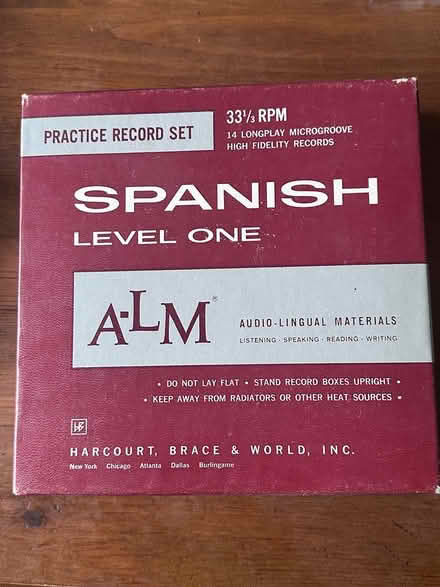 PRACTICE RECORD SET
33 1/3 RPM
14 LONGPLAY MICROGROOVE
HIGH FIDELITY RECORDS
SPANISH
LEVEL ONE
A-LM®
AUDIO-LINGUAL MATERIALS
LISTENING · SPEAKING · READING · WRITING
• DO NOT LAY FLAT • STAND RECORD BOXES UPRIGHT •
• KEEP AWAY FROM RADIATORS OR OTHER HEAT SOURCES •
HARCOURT, BRACE & WORLD, INC.
New York Chicago Atlanta Dallas Burlingame